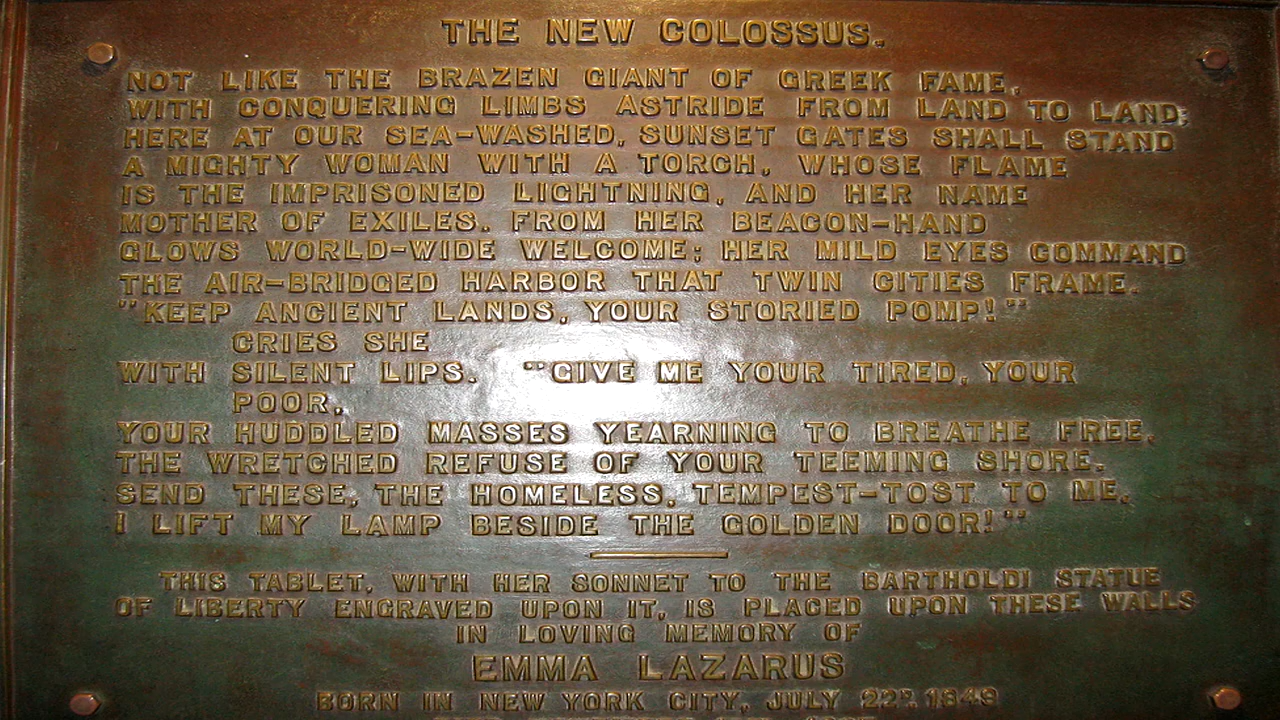 THE NEW COLOSSUS.
NOT LIKE THE BRAZEN GIANT OF GREEK FAME,
WITH CONQUERING LIMBS ASTRIDE FROM LAND TO LAND;
HERE AT OUR SEA-WASHED, SUNSET GATES SHALL STAND
A MIGHTY WOMAN WITH A TORCH, WHOSE FLAME
IS THE IMPRISONED LIGHTNING, AND HER NAME
MOTHER OF EXILES. FROM HER BEACON-HAND
GLOWS WORLD-WIDE WELCOME; HER MILD EYES COMMAND
THE AIR-BRIDGED HARBOR THAT TWIN CITIES FRAME.
"KEEP ANCIENT LANDS, YOUR STORIED POMP!"
CRIES SHE
WITH SILENT LIPS. "GIVE ME YOUR TIRED, YOUR
POOR,
YOUR HUDDLED MASSES YEARNING TO BREATHE FREE,
THE WRETCHED REFUSE OF YOUR TEEMING SHORE.
SEND THESE, THE HOMELESS, TEMPEST-TOST TO ME,
I LIFT MY LAMP BESIDE THE GOLDEN DOOR!"
THIS TABLET, WITH HER SONNET TO THE BARTHOLDI STATUE
OF LIBERTY ENGRAVED UPON IT, IS PLACED UPON THESE WALLS
IN LOVING MEMORY OF
EMMA LAZARUS
BORN IN NEW YORK CITY, JULY 22D, 1849